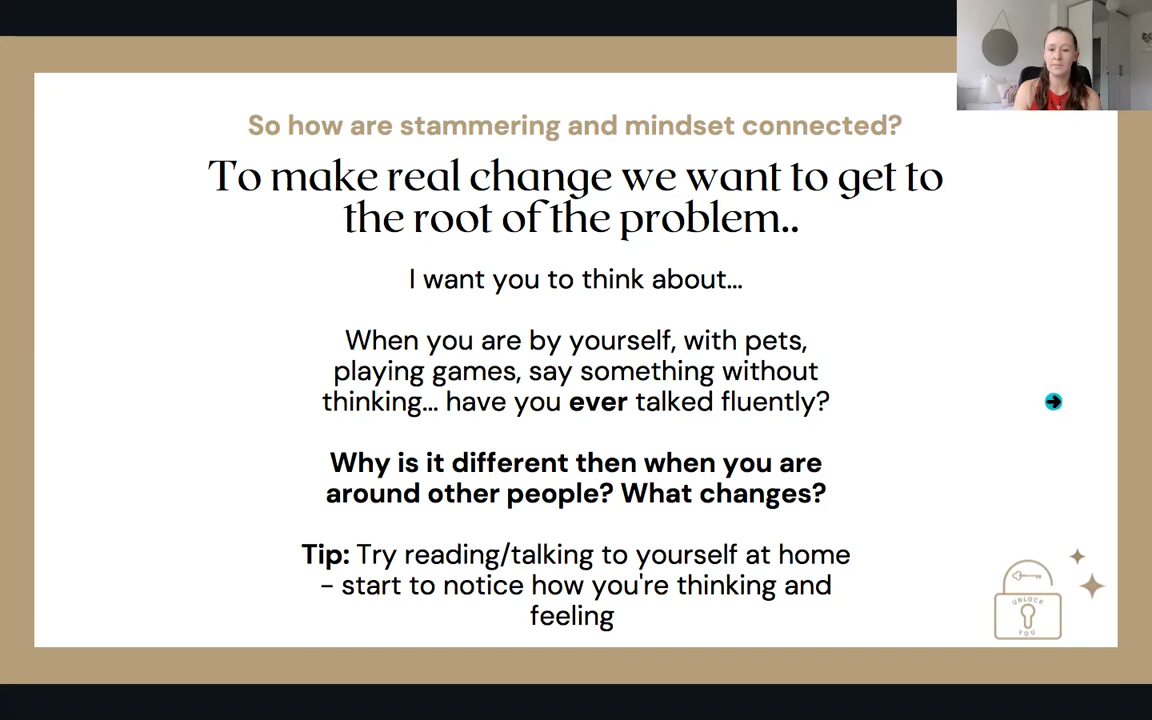 So how are stammering and mindset connected?
To make real change we want to get to
the root of the problem..
I want you to think about...
When you are by yourself, with pets,
playing games, say something without
thinking... have you ever talked fluently?
Why is it different then when you are
around other people? What changes?
Tip: Try reading/talking to yourself at home
- start to notice how you're thinking and
feeling
UNLOCK
YOU